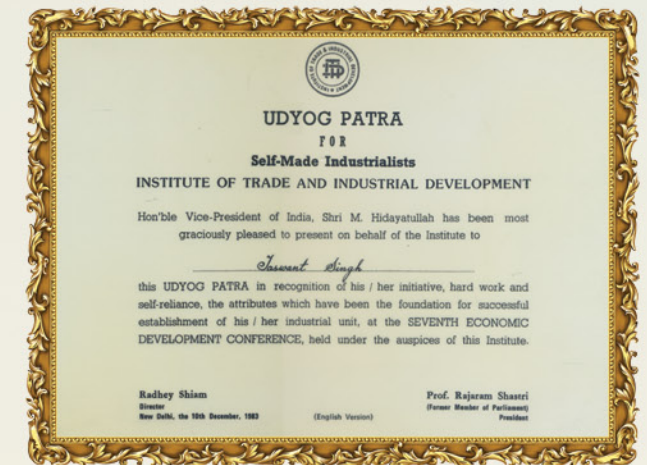 UDYOG PATRA
FOR
Self-Made Industrialists
INSTITUTE OF TRADE AND INDUSTRIAL DEVELOPMENT
Hon'ble Vice-President of India, Shri M. Hidayatullah has been most
graciously pleased to present on behalf of the Institute to
Jaswant Singh
this UDYOG PATRA in recognition of his / her initiative, hard work and
self-reliance, the attributes which have been the foundation for successful
establishment of his / her industrial unit, at the SEVENTH ECONOMIC
DEVELOPMENT CONFERENCE, held under the auspices of this Institute.
Radhey Shiam
Director
New Delhi, the 10th December, 1983
(English Version)
Prof. Rajaram Shastri
(Former Member of Parliament)
President